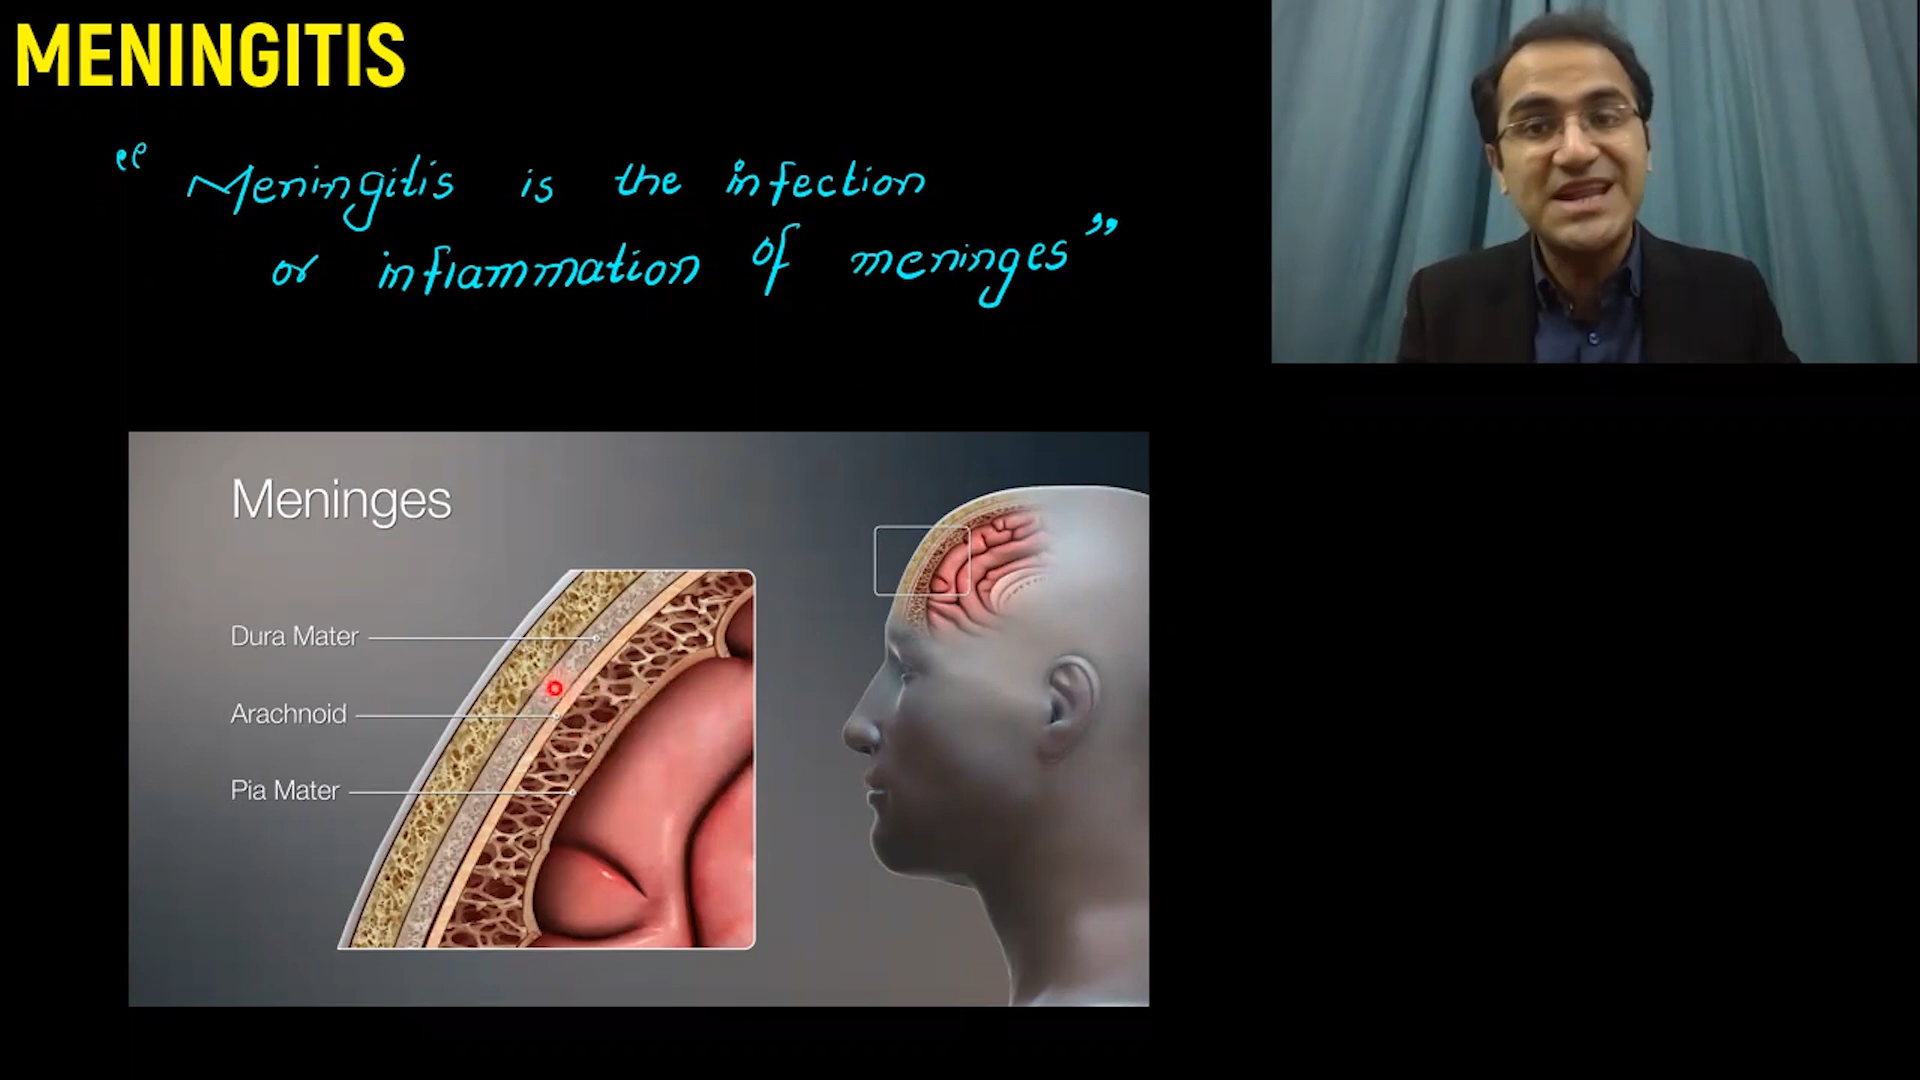 MENINGITIS
“Meningitis is the infection
or inflammation of meninges”
Meninges
Dura Mater
Arachnoid
Pia Mater